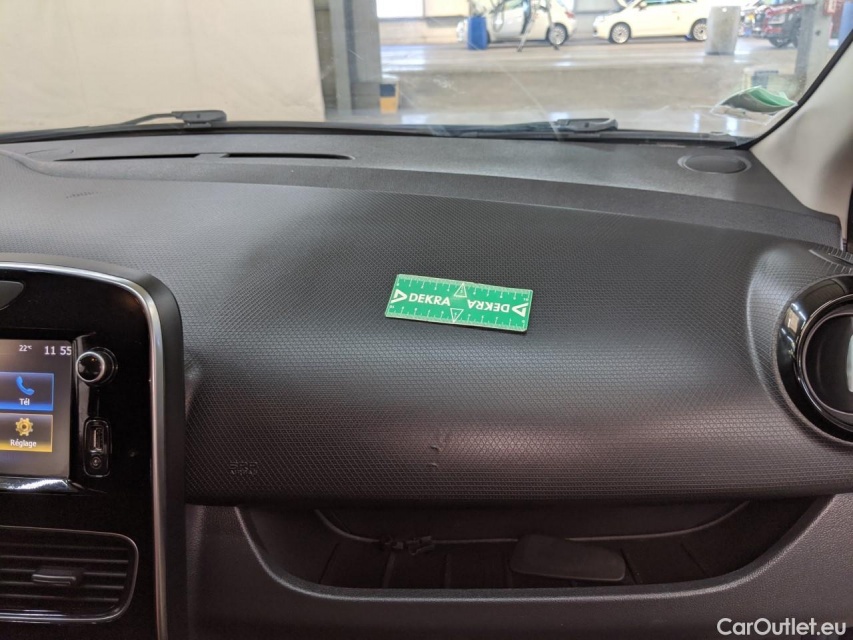 DEKRA
DEKRA
22°C 11 55
Tél
Réglage
CarOutlet.eu